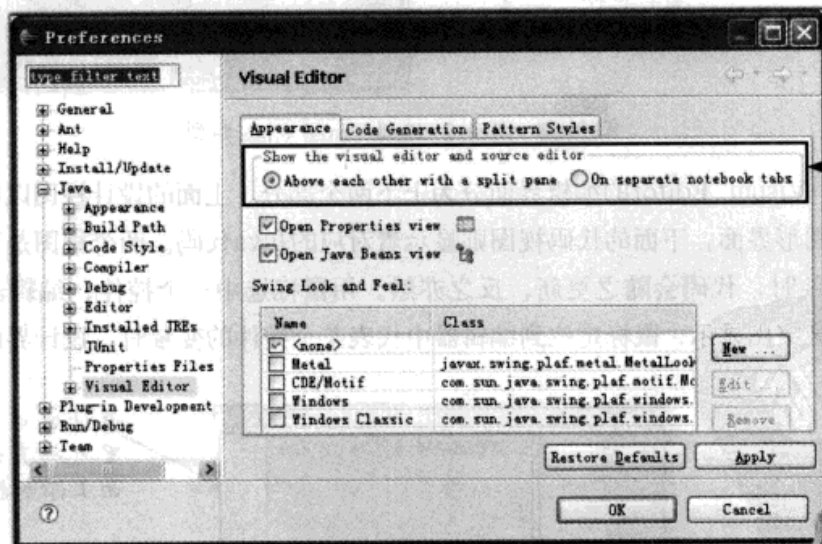 Preferences
type filter text
General
Ant
Help
Install/Update
Java
Appearance
Build Path
Code Style
Compiler
Debug
Editor
Installed JREs
JUnit
Properties Files
Visual Editor
Plug-in Development
Run/Debug
Team
Visual Editor
Appearance Code Generation Pattern Styles
Show the visual editor and source editor
Above each other with a split pane On separate notebook tabs
Open Properties view
Open Java Beans view
Swing Look and Feel:
Name Class
<none>
Metal javax.swing.plaf.metal.MetalLook
CDE/Motif com.sun.java.swing.plaf.motif.Mo
Windows com.sun.java.swing.plaf.windows.
Windows Classic com.sun.java.swing.plaf.windows.
New ...
Edit ...
Remove
Restore Defaults Apply
OK Cancel